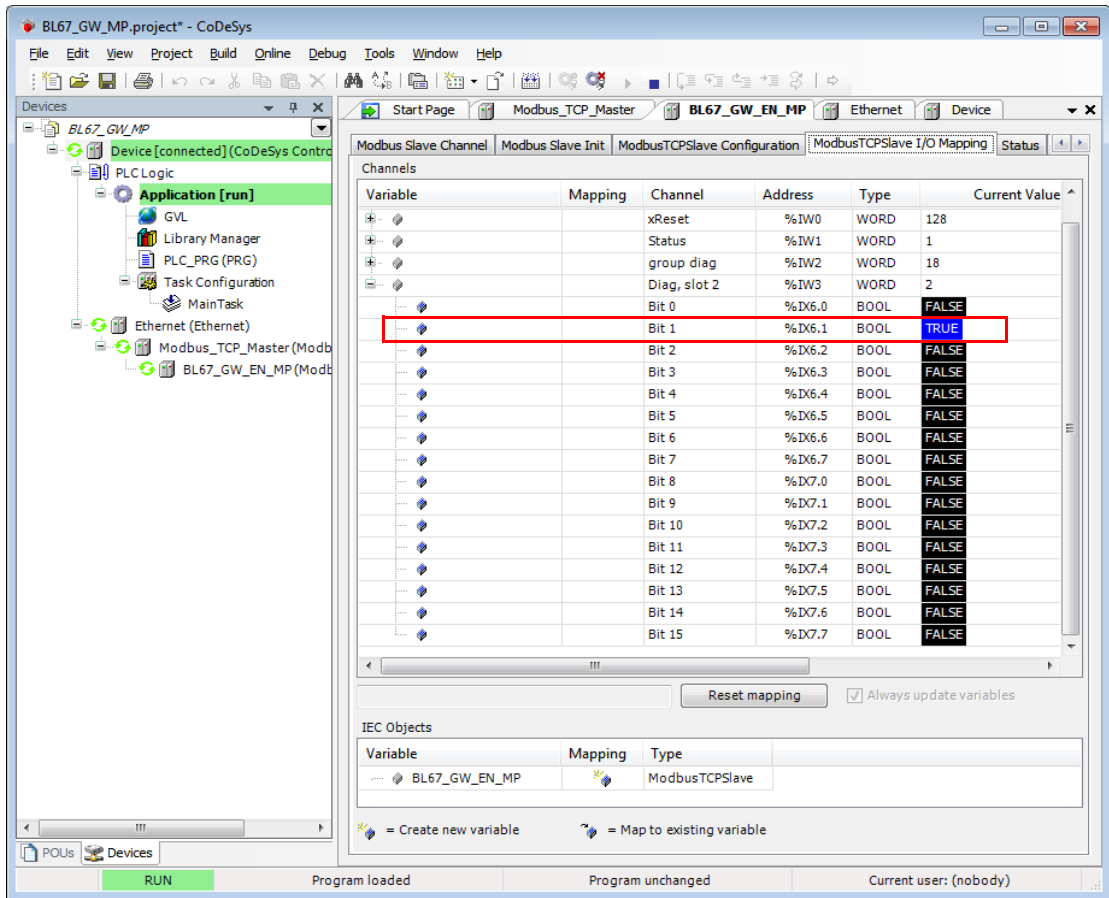 BL67_GW_MP.project* - CoDeSys
File Edit View Project Build Online Debug Tools Window Help
Devices
BL67_GW_MP
Device [connected] (CoDeSys Contro
PLC Logic
Application [run]
GVL
Library Manager
PLC_PRG (PRG)
Task Configuration
MainTask
Ethernet (Ethernet)
Modbus_TCP_Master (Modb
BL67_GW_EN_MP (Modb
POUs Devices
Start Page Modbus_TCP_Master BL67_GW_EN_MP Ethernet Device
Modbus Slave Channel Modbus Slave Init ModbusTCPSlave Configuration ModbusTCPSlave I/O Mapping Status
Channels
Variable Mapping Channel Address Type Current Value
xReset %IW0 WORD 128
Status %IW1 WORD 1
group diag %IW2 WORD 18
Diag, slot 2 %IW3 WORD 2
Bit 0 %IX6.0 BOOL FALSE
Bit 1 %IX6.1 BOOL TRUE
Bit 2 %IX6.2 BOOL FALSE
Bit 3 %IX6.3 BOOL FALSE
Bit 4 %IX6.4 BOOL FALSE
Bit 5 %IX6.5 BOOL FALSE
Bit 6 %IX6.6 BOOL FALSE
Bit 7 %IX6.7 BOOL FALSE
Bit 8 %IX7.0 BOOL FALSE
Bit 9 %IX7.1 BOOL FALSE
Bit 10 %IX7.2 BOOL FALSE
Bit 11 %IX7.3 BOOL FALSE
Bit 12 %IX7.4 BOOL FALSE
Bit 13 %IX7.5 BOOL FALSE
Bit 14 %IX7.6 BOOL FALSE
Bit 15 %IX7.7 BOOL FALSE
Reset mapping Always update variables
IEC Objects
Variable Mapping Type
BL67_GW_EN_MP ModbusTCPSlave
= Create new variable = Map to existing variable
RUN Program loaded Program unchanged Current user: (nobody)